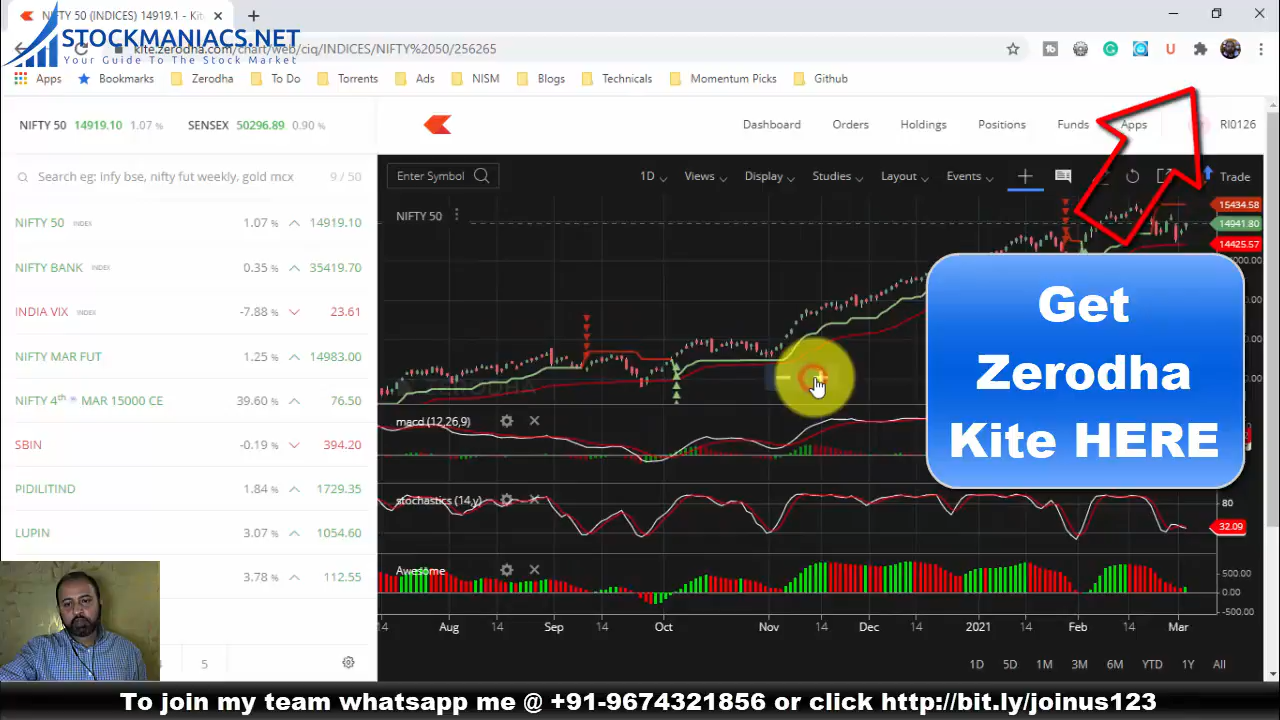 NIFTY 50 (INDICES) 14919.1 - Kit
STOCKMANIACS.NET
Your Guide To The Stock Market
kite.zerodha.com/chart/web/ciq/INDICES/NIFTY%2050/256265
Apps Bookmarks Zerodha To Do Torrents Ads NISM Blogs Technicals Momentum Picks Github
NIFTY 50 14919.10 1.07 % SENSEX 50296.89 0.90 %
Dashboard Orders Holdings Positions Funds Apps RI0126
Search eg: infy bse, nifty fut weekly, gold mcx 9 / 50
Enter Symbol 1D Views Display Studies Layout Events Trade
NIFTY 50
15434.58
14941.80
14425.57
NIFTY 50 INDEX 1.07 % 14919.10
NIFTY BANK INDEX 0.35 % 35419.70
INDIA VIX INDEX -7.88 % 23.61
NIFTY MAR FUT 1.25 % 14983.00
NIFTY 4th MAR 15000 CE 39.60 % 76.50
SBIN -0.19 % 394.20
PIDILITIND 1.84 % 1729.35
LUPIN 3.07 % 1054.60
3.78 % 112.55
5
Get
Zerodha
Kite HERE
macd (12,26,9)
stochastics (14,y)
80
32.09
Awesome
500.00
0.00
-500.00
14 Aug Sep 14 Oct Nov 14 Dec 2021 14 Feb 14 Mar
1D 5D 1M 3M 6M YTD 1Y All
To join my team whatsapp me @ +91-9674321856 or click http://bit.ly/joinus123